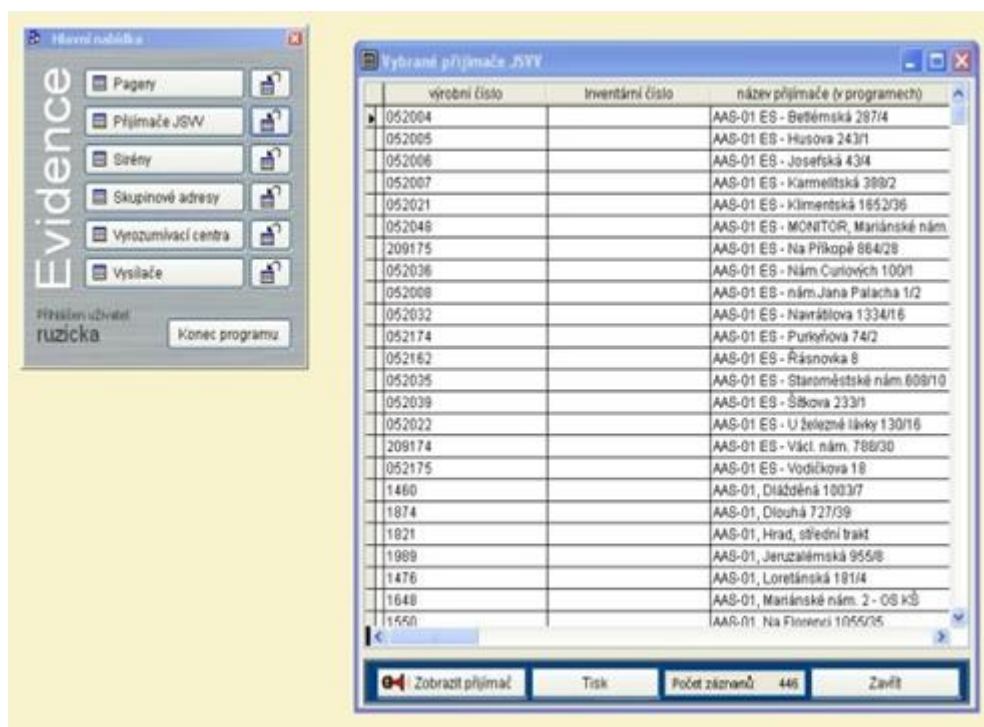 Hlavní nabídka
Evidence
Pagery
Přijímače JSVV
Sirény
Skupinové adresy
Vyrozumívací centra
Vysílače
Přihlášen uživatel:
ruzicka
Konec programu
Vybrané přijímače JSVV
výrobní číslo Inventární číslo název přijímače (v programech)
052004 AAS-01 ES - Betlémská 287/4
052005 AAS-01 ES - Husova 243/1
052006 AAS-01 ES - Josefská 43/4
052007 AAS-01 ES - Karmelitská 388/2
052021 AAS-01 ES - Klimentská 1652/36
052048 AAS-01 ES - MONITOR, Mariánské nám.
209175 AAS-01 ES - Na Příkopě 864/28
052036 AAS-01 ES - Nám Curiových 100/1
052008 AAS-01 ES - nám.Jana Palacha 1/2
052032 AAS-01 ES - Navrátilova 1334/16
052174 AAS-01 ES - Purkyňova 74/2
052162 AAS-01 ES - Řásnovka 8
052035 AAS-01 ES - Staroměstské nám.608/10
052039 AAS-01 ES - Šítkova 233/1
052022 AAS-01 ES - U železné lávky 130/16
209174 AAS-01 ES - Václ. nám. 788/30
052175 AAS-01 ES - Vodičkova 18
1460 AAS-01, Dlážděná 1003/7
1874 AAS-01, Dlouhá 727/39
1821 AAS-01, Hrad, střední trakt
1989 AAS-01, Jeruzalémská 955/8
1476 AAS-01, Loretánská 181/4
1648 AAS-01, Mariánské nám. 2 - OS KŠ
1550 AAS-01, Na Florenci 1055/35
Zobrazit přijímač Tisk Počet záznamů 446 Zavřít